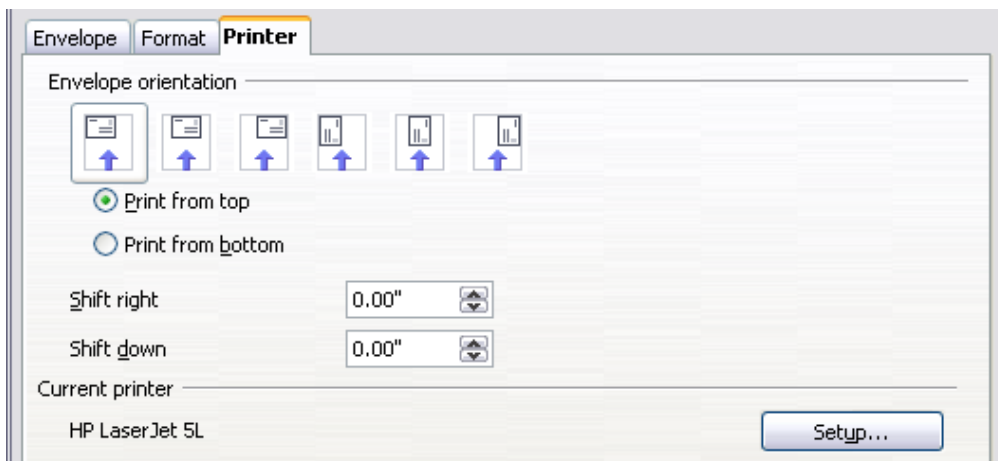 Envelope Format Printer
Envelope orientation
Print from top
Print from bottom
Shift right 0.00"
Shift down 0.00"
Current printer
HP LaserJet 5L Setup...